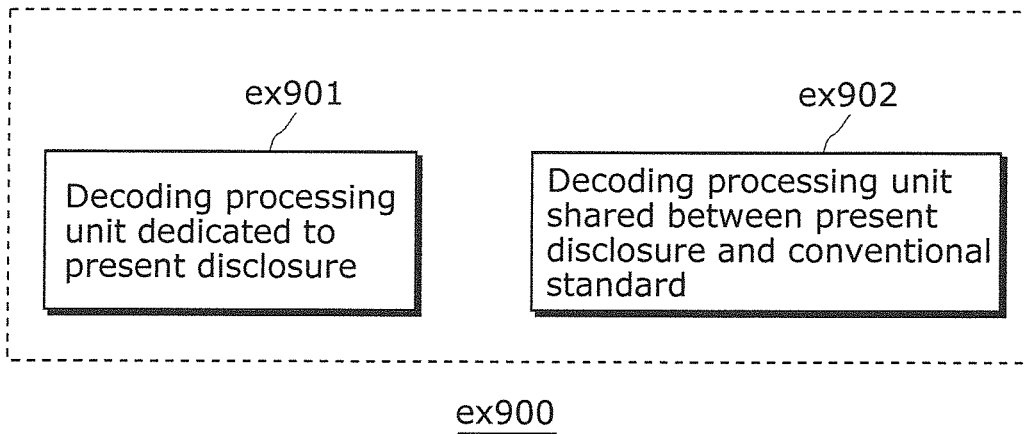 ex901
Decoding processing
unit dedicated to
present disclosure
ex902
Decoding processing unit
shared between present
disclosure and conventional
standard
ex900